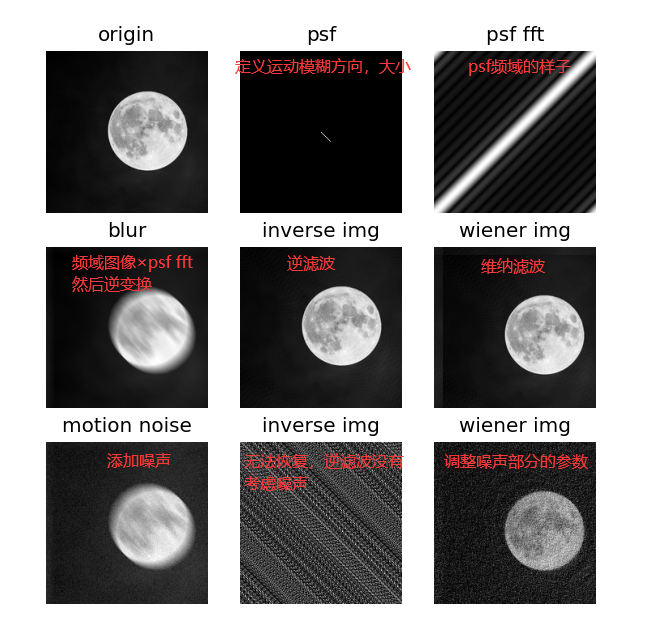 origin
psf
psf fft
定义运动模糊方向，大小
psf频域的样子
blur
inverse img
wiener img
频域图像×psf fft
然后逆变换
逆滤波
维纳滤波
motion noise
inverse img
wiener img
添加噪声
无法恢复，逆滤波没有
考虑噪声
调整噪声部分的参数